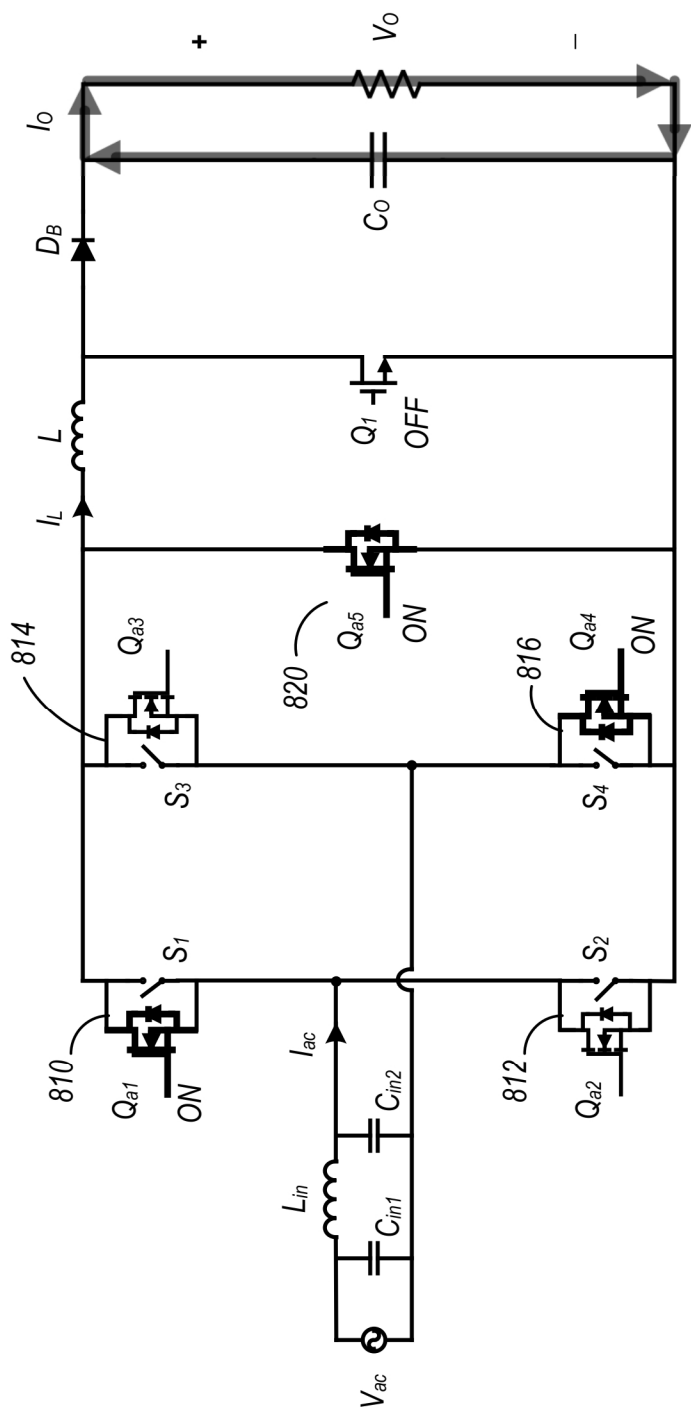 810
Qa1
ON
S1
814
Qa3
S3
IL
L
DB
IO
+
VO
–
CO
Q1
OFF
820
Qa5
ON
Vac
Lin
Cin1
Cin2
Iac
812
Qa2
S2
816
Qa4
ON
S4